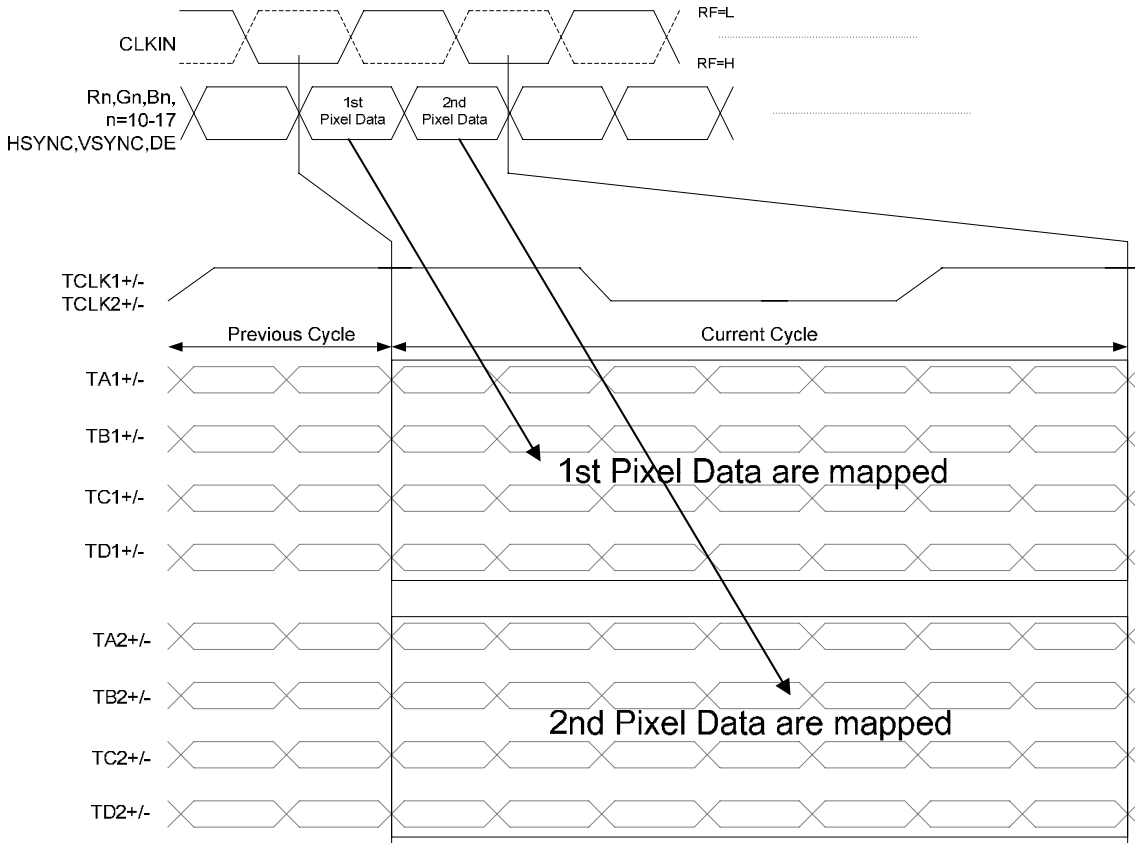 RF=L
CLKIN
RF=H
Rn,Gn,Bn,
n=10-17
HSYNC,VSYNC,DE
1st
Pixel Data
2nd
Pixel Data
TCLK1+/-
TCLK2+/-
Previous Cycle
Current Cycle
TA1+/-
TB1+/-
1st Pixel Data are mapped
TC1+/-
TD1+/-
TA2+/-
TB2+/-
2nd Pixel Data are mapped
TC2+/-
TD2+/-